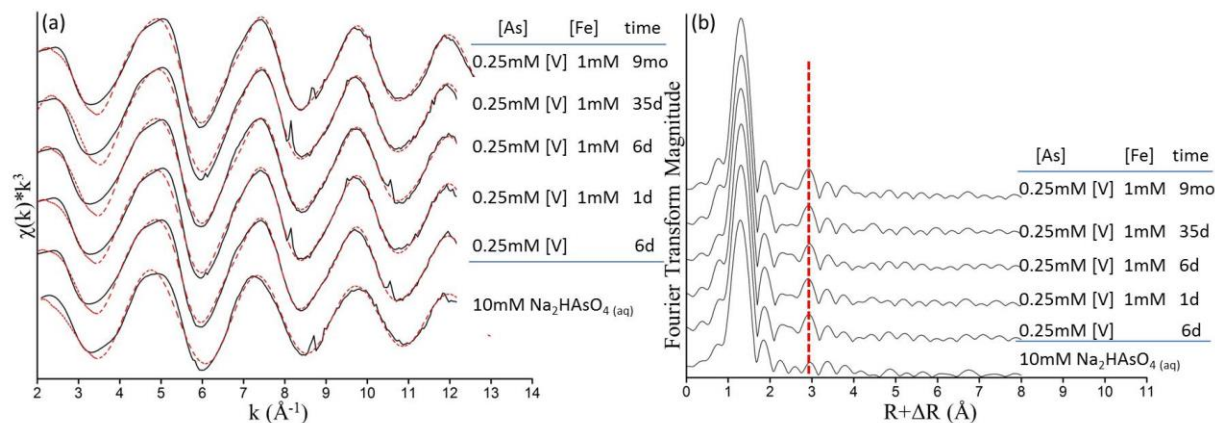 (a)
[As] [Fe] time
0.25mM [V] 1mM 9mo
0.25mM [V] 1mM 35d
0.25mM [V] 1mM 6d
0.25mM [V] 1mM 1d
0.25mM [V] 6d
10mM Na₂HAsO₄ (aq)
χ(k)*k³
2 3 4 5 6 7 8 9 10 11 12 13 14
k (Å⁻¹)
(b)
[As] [Fe] time
0.25mM [V] 1mM 9mo
0.25mM [V] 1mM 35d
0.25mM [V] 1mM 6d
0.25mM [V] 1mM 1d
0.25mM [V] 6d
10mM Na₂HAsO₄ (aq)
Fourier Transform Magnitude
0 1 2 3 4 5 6 7 8 9 10 11
R+ΔR (Å)